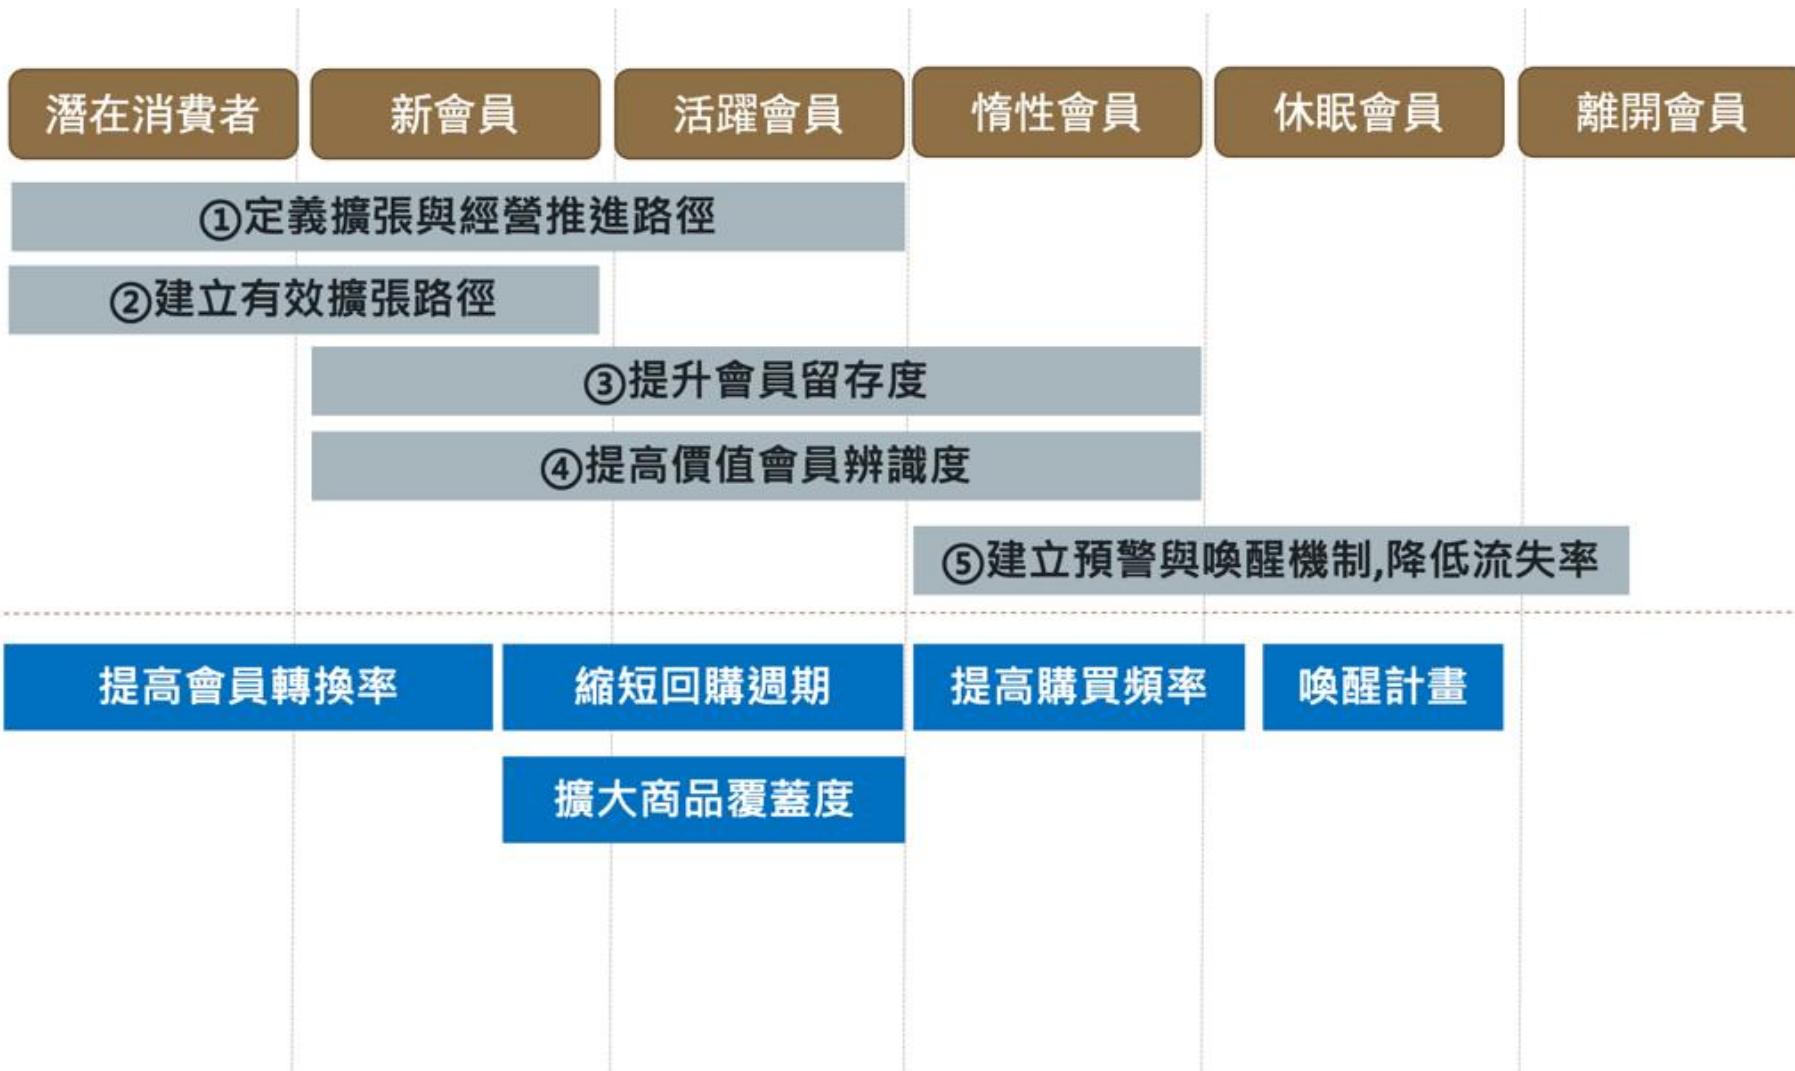 潛在消費者
新會員
活躍會員
惰性會員
休眠會員
離開會員
①定義擴張與經營推進路徑
②建立有效擴張路徑
③提升會員留存度
④提高價值會員辨識度
⑤建立預警與喚醒機制,降低流失率
提高會員轉換率
縮短回購週期
提高購買頻率
喚醒計畫
擴大商品覆蓋度